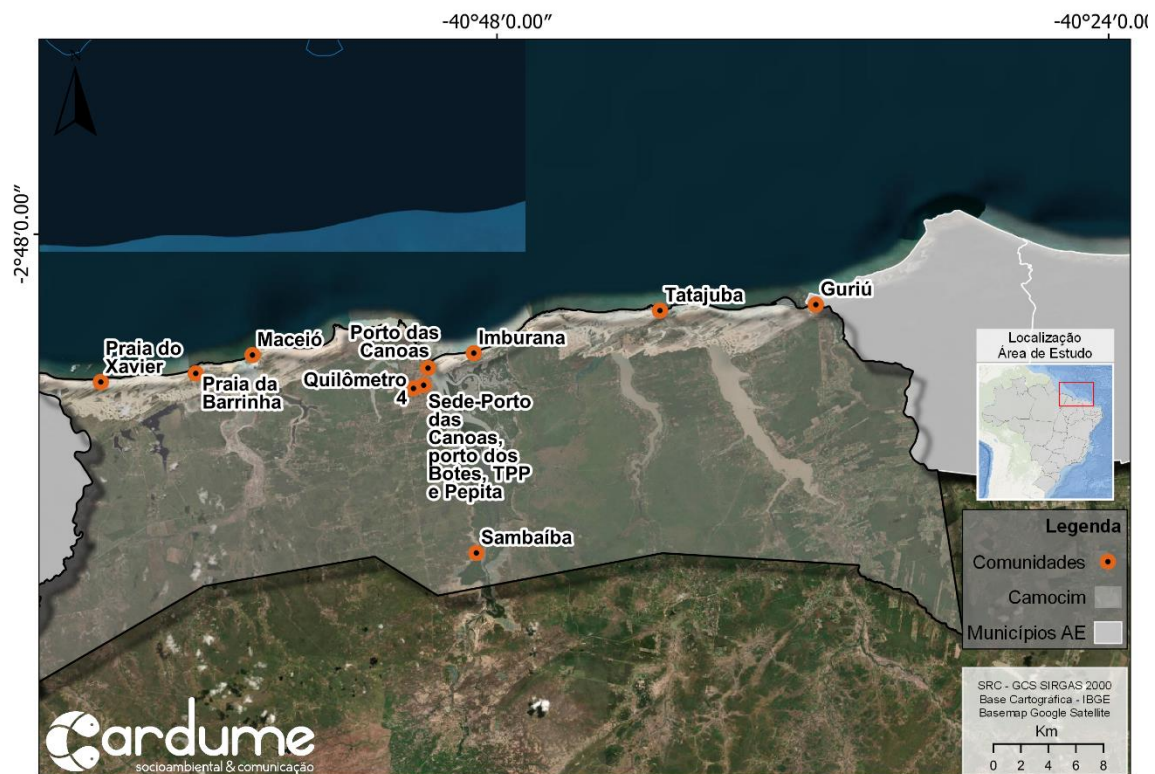 -40°48′0.00″
-40°24′0.0
-2°48′0.00″
N
Guriú
Tatajuba
Imburana
Porto das
Canoas
Maceió
Praia do
Xavier
Praia da
Barrinha
Quilômetro
4
Sede-Porto
das
Canoas,
porto dos
Botes, TPP
e Pepita
Sambaíba
Localização
Área de Estudo
Legenda
Comunidades
Camocim
Municípios AE
SRC - GCS SIRGAS 2000
Base Cartográfica - IBGE
Basemap Google Satellite
Km
0 2 4 6 8
Cardume
socioambiental & comunicação